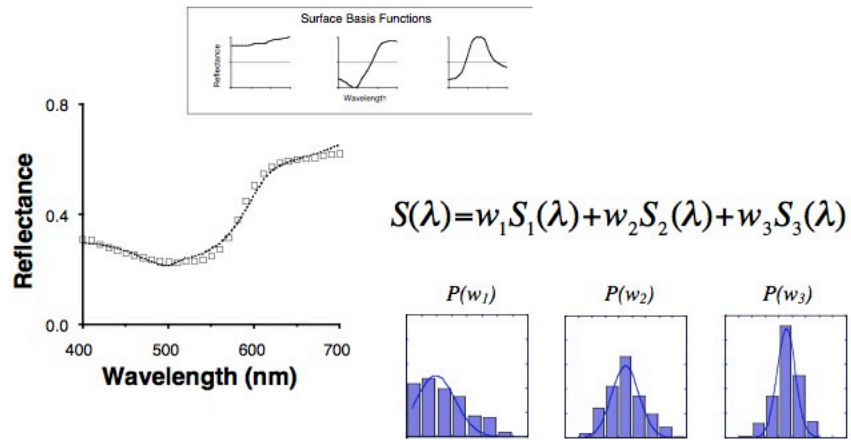 Surface Basis Functions
Reflectance
Wavelength
0.8
0.4
0.0
Reflectance
400 500 600 700
Wavelength (nm)
S(λ)=w₁S₁(λ)+w₂S₂(λ)+w₃S₃(λ)
P(w₁) P(w₂) P(w₃)